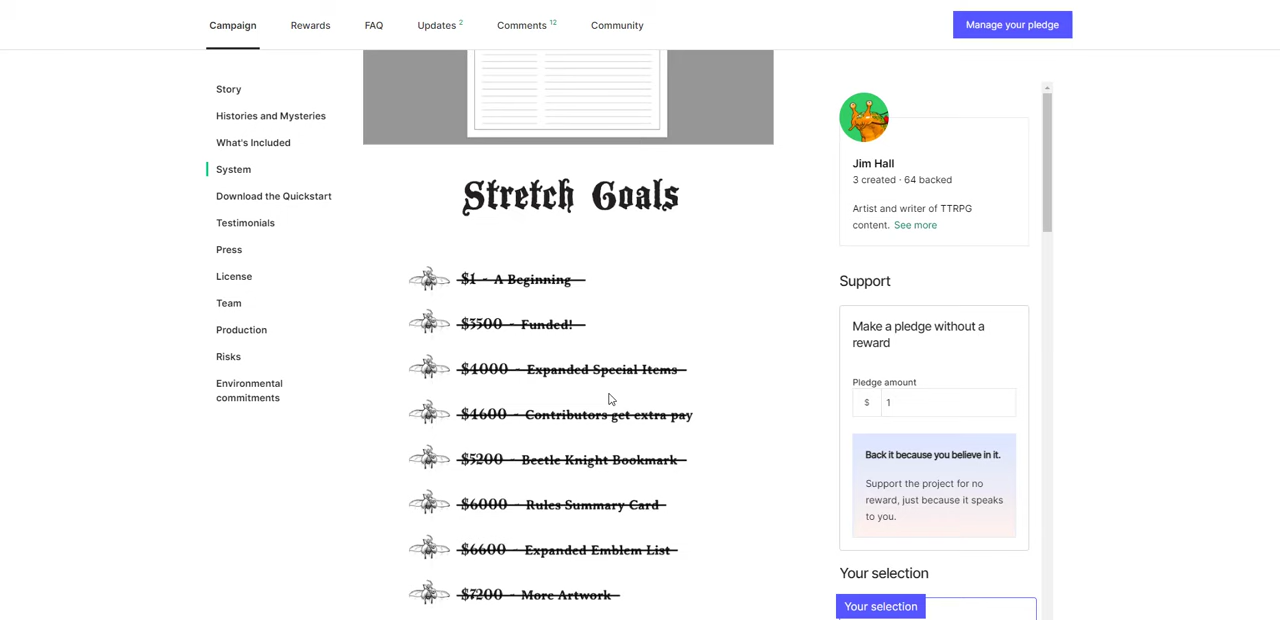 Campaign
Rewards
FAQ
Updates 2
Comments 12
Community
Manage your pledge
Story
Histories and Mysteries
What's Included
System
Download the Quickstart
Testimonials
Press
License
Team
Production
Risks
Environmental
commitments
Stretch Goals
$1 - A Beginning
$3500 - Funded!
$4000 - Expanded Special Items
$4600 - Contributors get extra pay
$5200 - Beetle Knight Bookmark
$6000 - Rules Summary Card
$6600 - Expanded Emblem List
$7200 - More Artwork
Jim Hall
3 created · 64 backed
Artist and writer of TTRPG
content. See more
Support
Make a pledge without a
reward
Pledge amount
$ 1
Back it because you believe in it.
Support the project for no
reward, just because it speaks
to you.
Your selection
Your selection